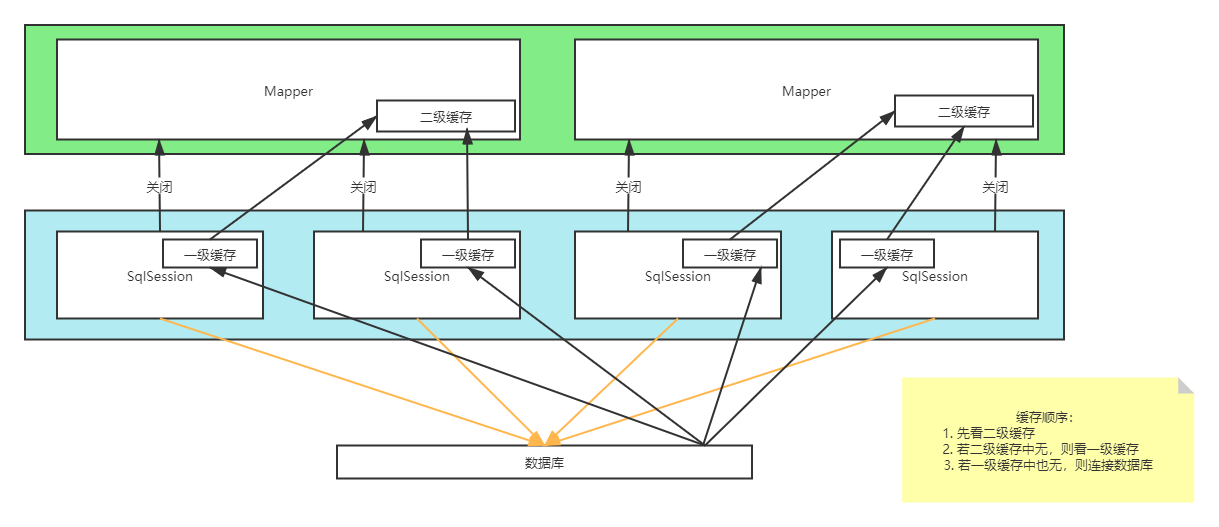 Mapper
二级缓存
Mapper
二级缓存
关闭
关闭
关闭
关闭
一级缓存
SqlSession
一级缓存
SqlSession
一级缓存
SqlSession
一级缓存
SqlSession
数据库
缓存顺序：
1. 先看二级缓存
2. 若二级缓存中无，则看一级缓存
3. 若一级缓存中也无，则连接数据库